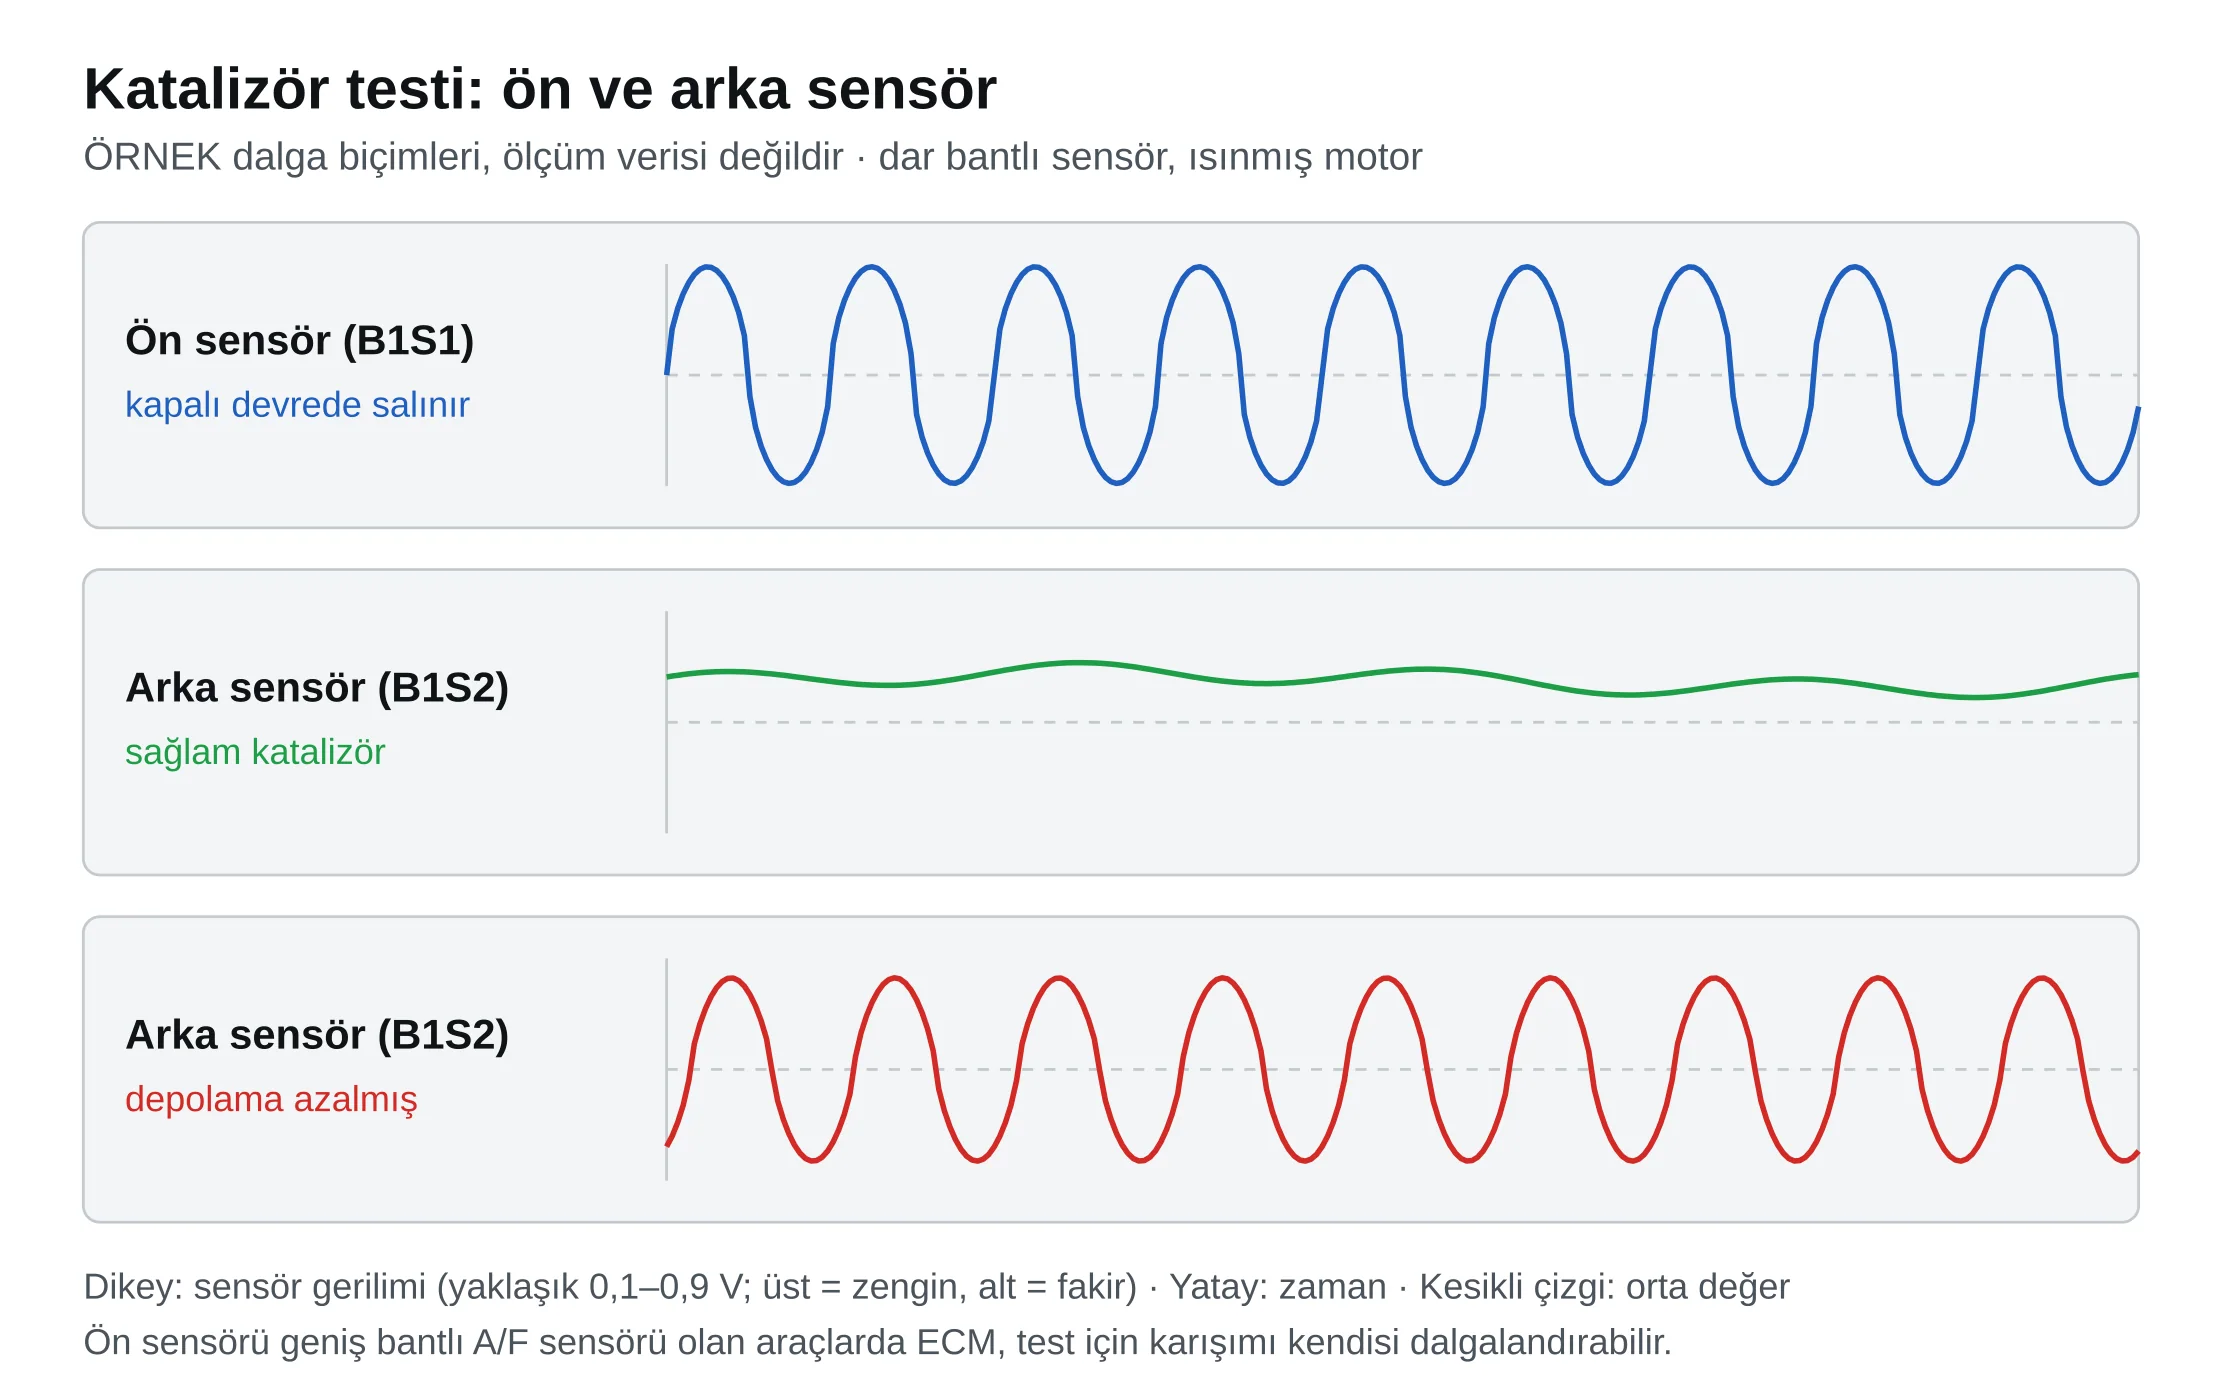 Katalizör testi: ön ve arka sensör
ÖRNEK dalga biçimleri, ölçüm verisi değildir · dar bantlı sensör, ısınmış motor
Ön sensör (B1S1)
kapalı devrede salınır
Arka sensör (B1S2)
sağlam katalizör
Arka sensör (B1S2)
depolama azalmış
Dikey: sensör gerilimi (yaklaşık 0,1–0,9 V; üst = zengin, alt = fakir) · Yatay: zaman · Kesikli çizgi: orta değer
Ön sensörü geniş bantlı A/F sensörü olan araçlarda ECM, test için karışımı kendisi dalgalandırabilir.